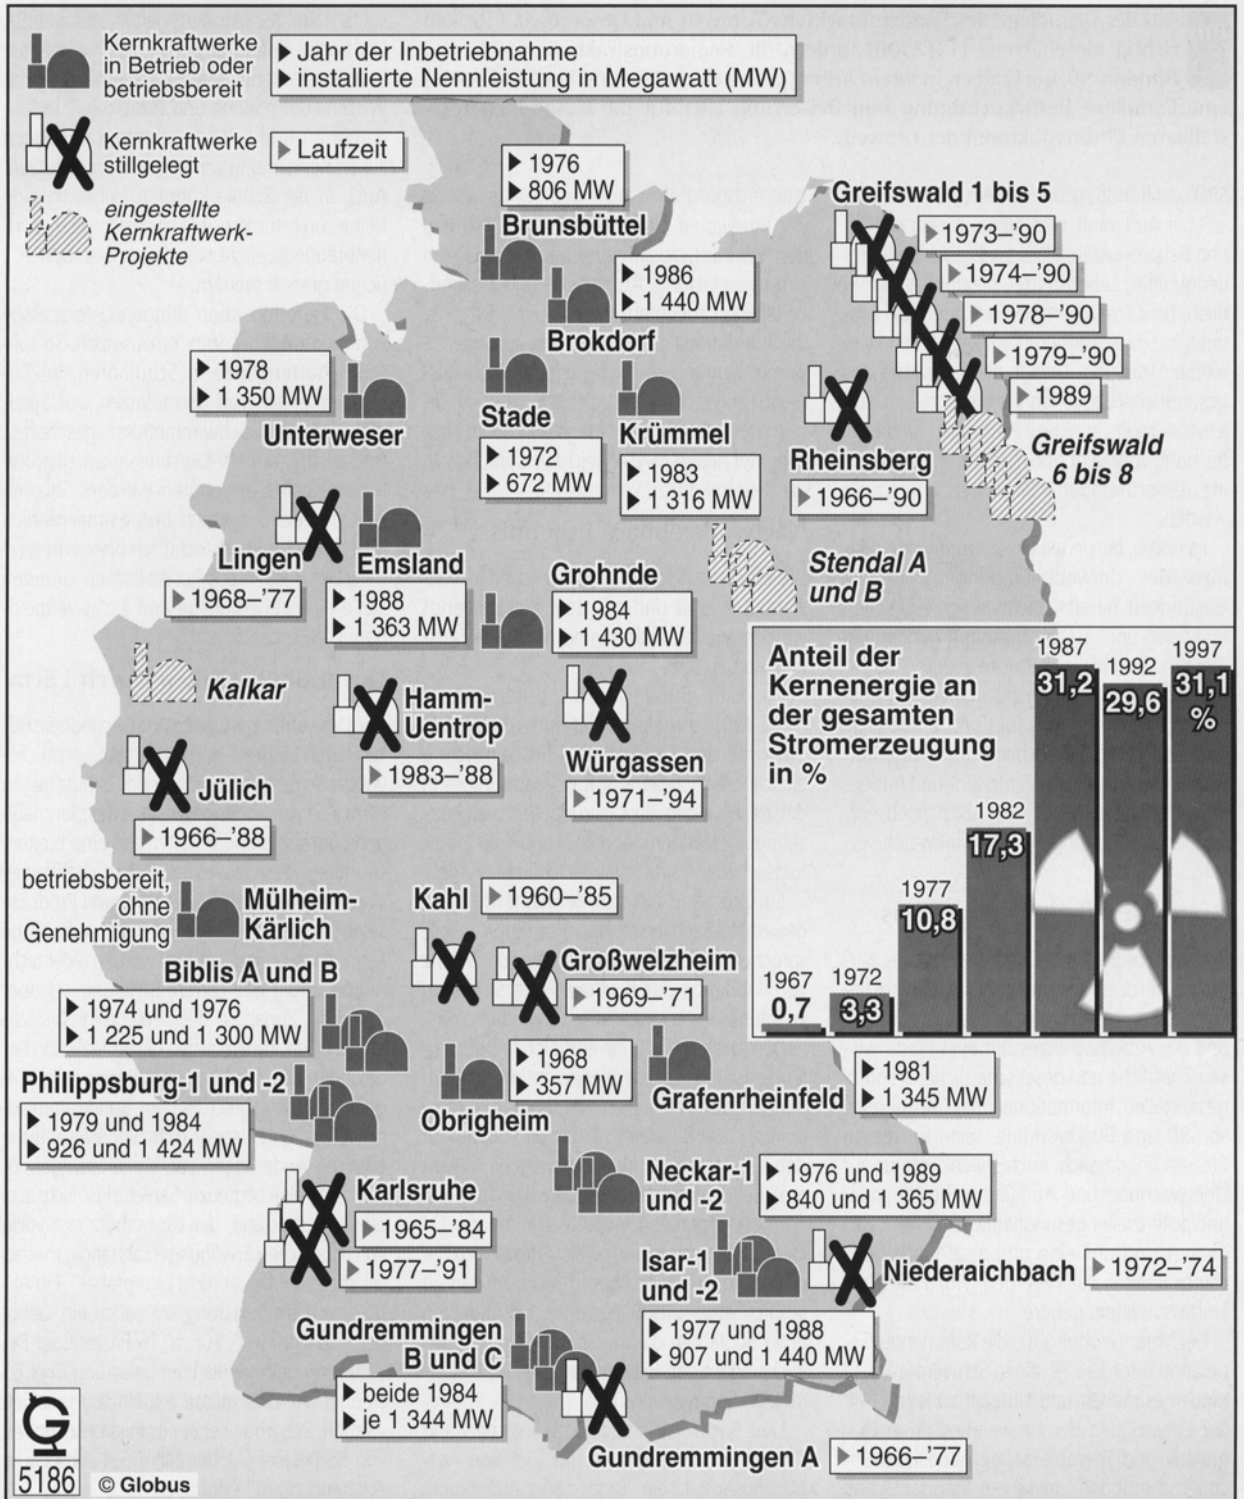 Kernkraftwerke
in Betrieb oder
betriebsbereit
Jahr der Inbetriebnahme
installierte Nennleistung in Megawatt (MW)
Kernkraftwerke
stillgelegt
Laufzeit
eingestellte
Kernkraftwerk-
Projekte
1976
806 MW
Brunsbüttel
1986
1 440 MW
Brokdorf
Greifswald 1 bis 5
1973–'90
1974–'90
1978–'90
1979–'90
1989
Greifswald
6 bis 8
1978
1 350 MW
Unterweser
Stade
1972
672 MW
Krümmel
1983
1 316 MW
Rheinsberg
1966–'90
Lingen
1968–'77
Emsland
1988
1 363 MW
Grohnde
1984
1 430 MW
Stendal A
und B
Kalkar
Hamm-
Uentrop
1983–'88
Würgassen
1971–'94
Jülich
1966–'88
Anteil der
Kernenergie an
der gesamten
Stromerzeugung
in %
1967
0,7
1972
3,3
1977
10,8
1982
17,3
1987
31,2
1992
29,6
1997
31,1
%
betriebsbereit,
ohne
Genehmigung
Mülheim-
Kärlich
Kahl
1960–'85
Großwelzheim
1969–'71
Biblis A und B
1974 und 1976
1 225 und 1 300 MW
Philippsburg-1 und -2
1979 und 1984
926 und 1 424 MW
1968
357 MW
Obrigheim
Grafenrheinfeld
1981
1 345 MW
Karlsruhe
1965–'84
1977–'91
Neckar-1
und -2
1976 und 1989
840 und 1 365 MW
Isar-1
und -2
1977 und 1988
907 und 1 440 MW
Niederaichbach
1972–'74
Gundremmingen
B und C
beide 1984
je 1 344 MW
Gundremmingen A
1966–'77
G
5186
© Globus